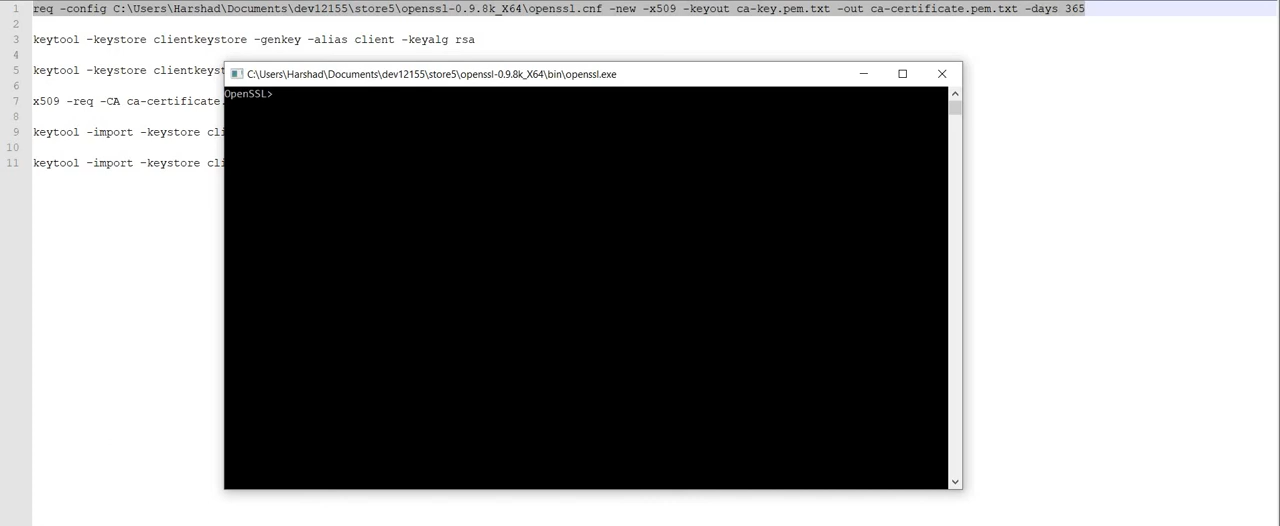 1 req -config C:\Users\Harshad\Documents\dev12155\store5\openssl-0.9.8k_X64\openssl.cnf -new -x509 -keyout ca-key.pem.txt -out ca-certificate.pem.txt -days 365
2
3 keytool -keystore clientkeystore -genkey -alias client -keyalg rsa
4
5 keytool -keystore clientkeyst
6
7 x509 -req -CA ca-certificate.
8
9 keytool -import -keystore cli
10
11 keytool -import -keystore cli
C:\Users\Harshad\Documents\dev12155\store5\openssl-0.9.8k_X64\bin\openssl.exe
OpenSSL>